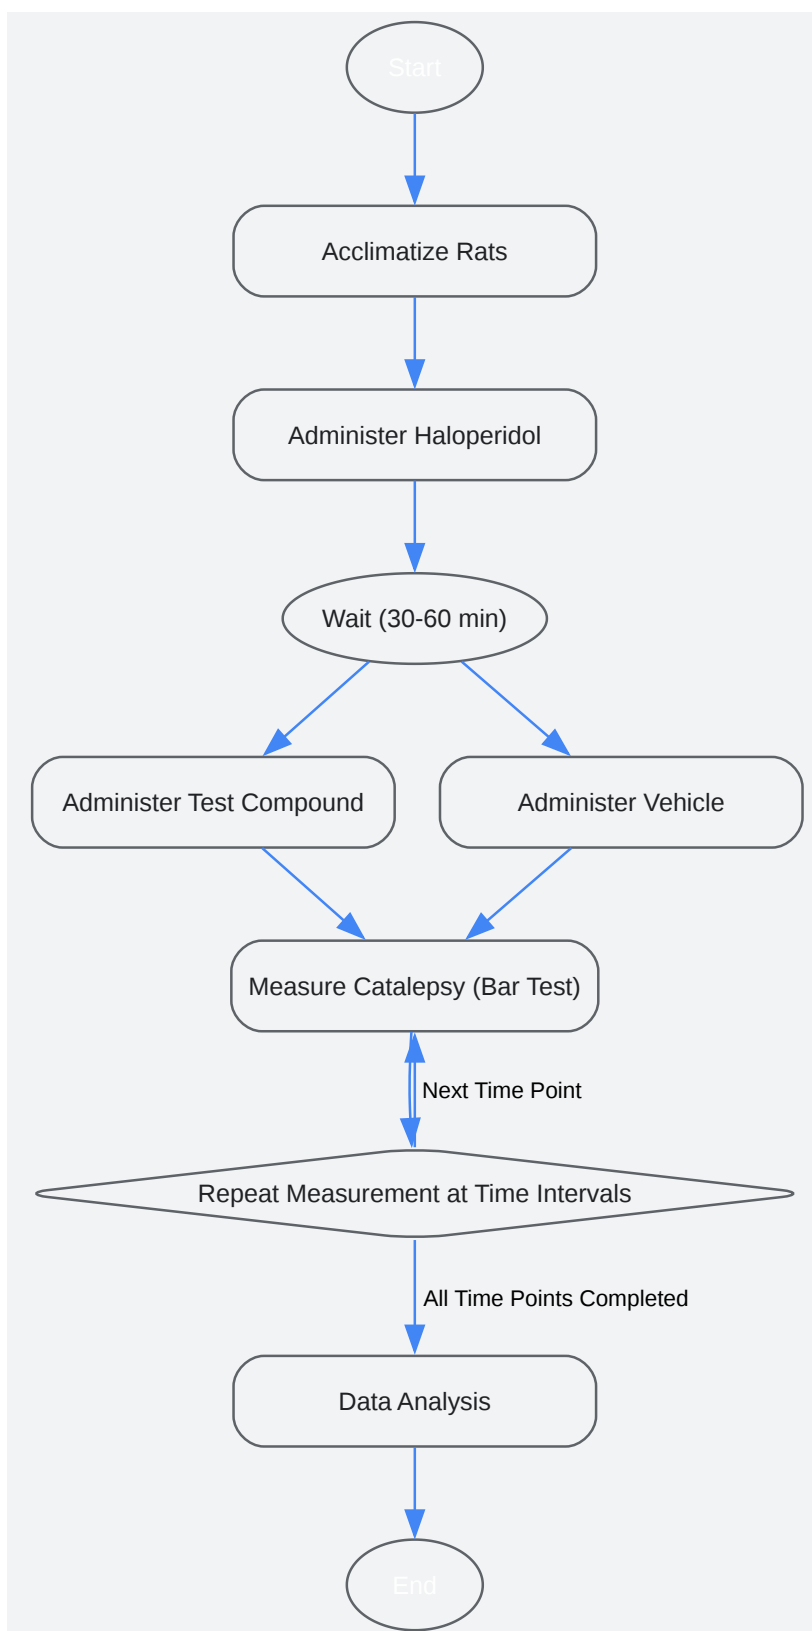 Start
Acclimatize Rats
Administer Haloperidol
Wait (30-60 min)
Administer Test Compound
Administer Vehicle
Measure Catalepsy (Bar Test)
Next Time Point
Repeat Measurement at Time Intervals
All Time Points Completed
Data Analysis
End